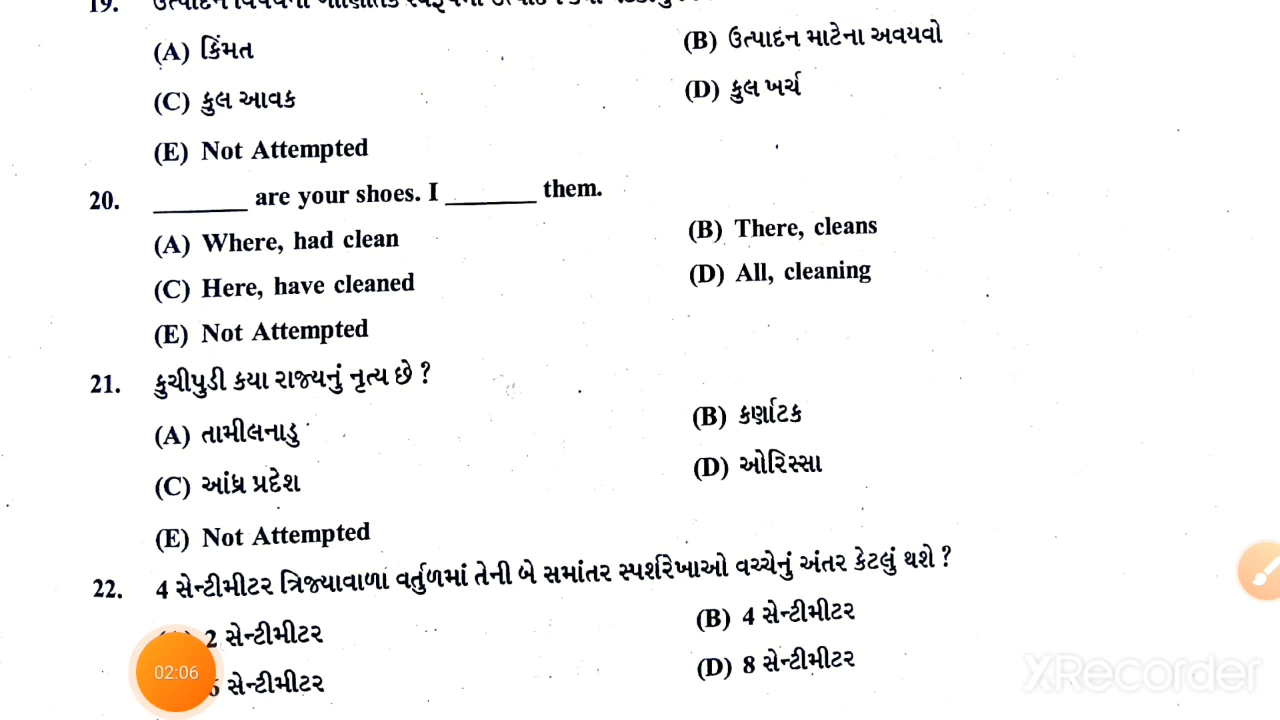 19.
(A) કિંમત (B) ઉત્પાદન માટેના અવયવો
(C) કુલ આવક (D) કુલ ખર્ચ
(E) Not Attempted
20. ________ are your shoes. I ________ them.
(A) Where, had clean (B) There, cleans
(C) Here, have cleaned (D) All, cleaning
(E) Not Attempted
21. કુચીપુડી કયા રાજ્યનું નૃત્ય છે ?
(A) તામીલનાડુ (B) કર્ણાટક
(C) આંધ્ર પ્રદેશ (D) ઓરિસ્સા
(E) Not Attempted
22. 4 સેન્ટીમીટર ત્રિજ્યાવાળા વર્તુળમાં તેની બે સમાંતર સ્પર્શરેખાઓ વચ્ચેનું અંતર કેટલું થશે ?
2 સેન્ટીમીટર (B) 4 સેન્ટીમીટર
સેન્ટીમીટર (D) 8 સેન્ટીમીટર
02:06
XRecorder